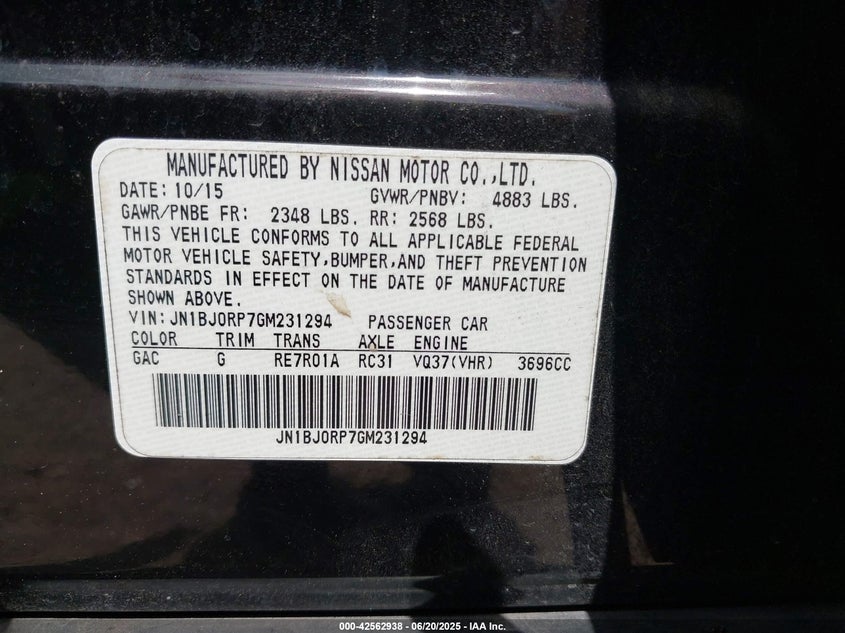 MANUFACTURED BY NISSAN MOTOR CO.,LTD.
DATE: 10/15 GVWR/PNBV: 4883 LBS.
GAWR/PNBE FR: 2348 LBS. RR: 2568 LBS.
THIS VEHICLE CONFORMS TO ALL APPLICABLE FEDERAL
MOTOR VEHICLE SAFETY,BUMPER,AND THEFT PREVENTION
STANDARDS IN EFFECT ON THE DATE OF MANUFACTURE
SHOWN ABOVE.
VIN: JN1BJ0RP7GM231294 PASSENGER CAR
COLOR TRIM TRANS AXLE ENGINE
GAC G RE7R01A RC31 VQ37(VHR) 3696CC
JN1BJ0RP7GM231294
000-42562938 - 06/20/2025 - IAA Inc.